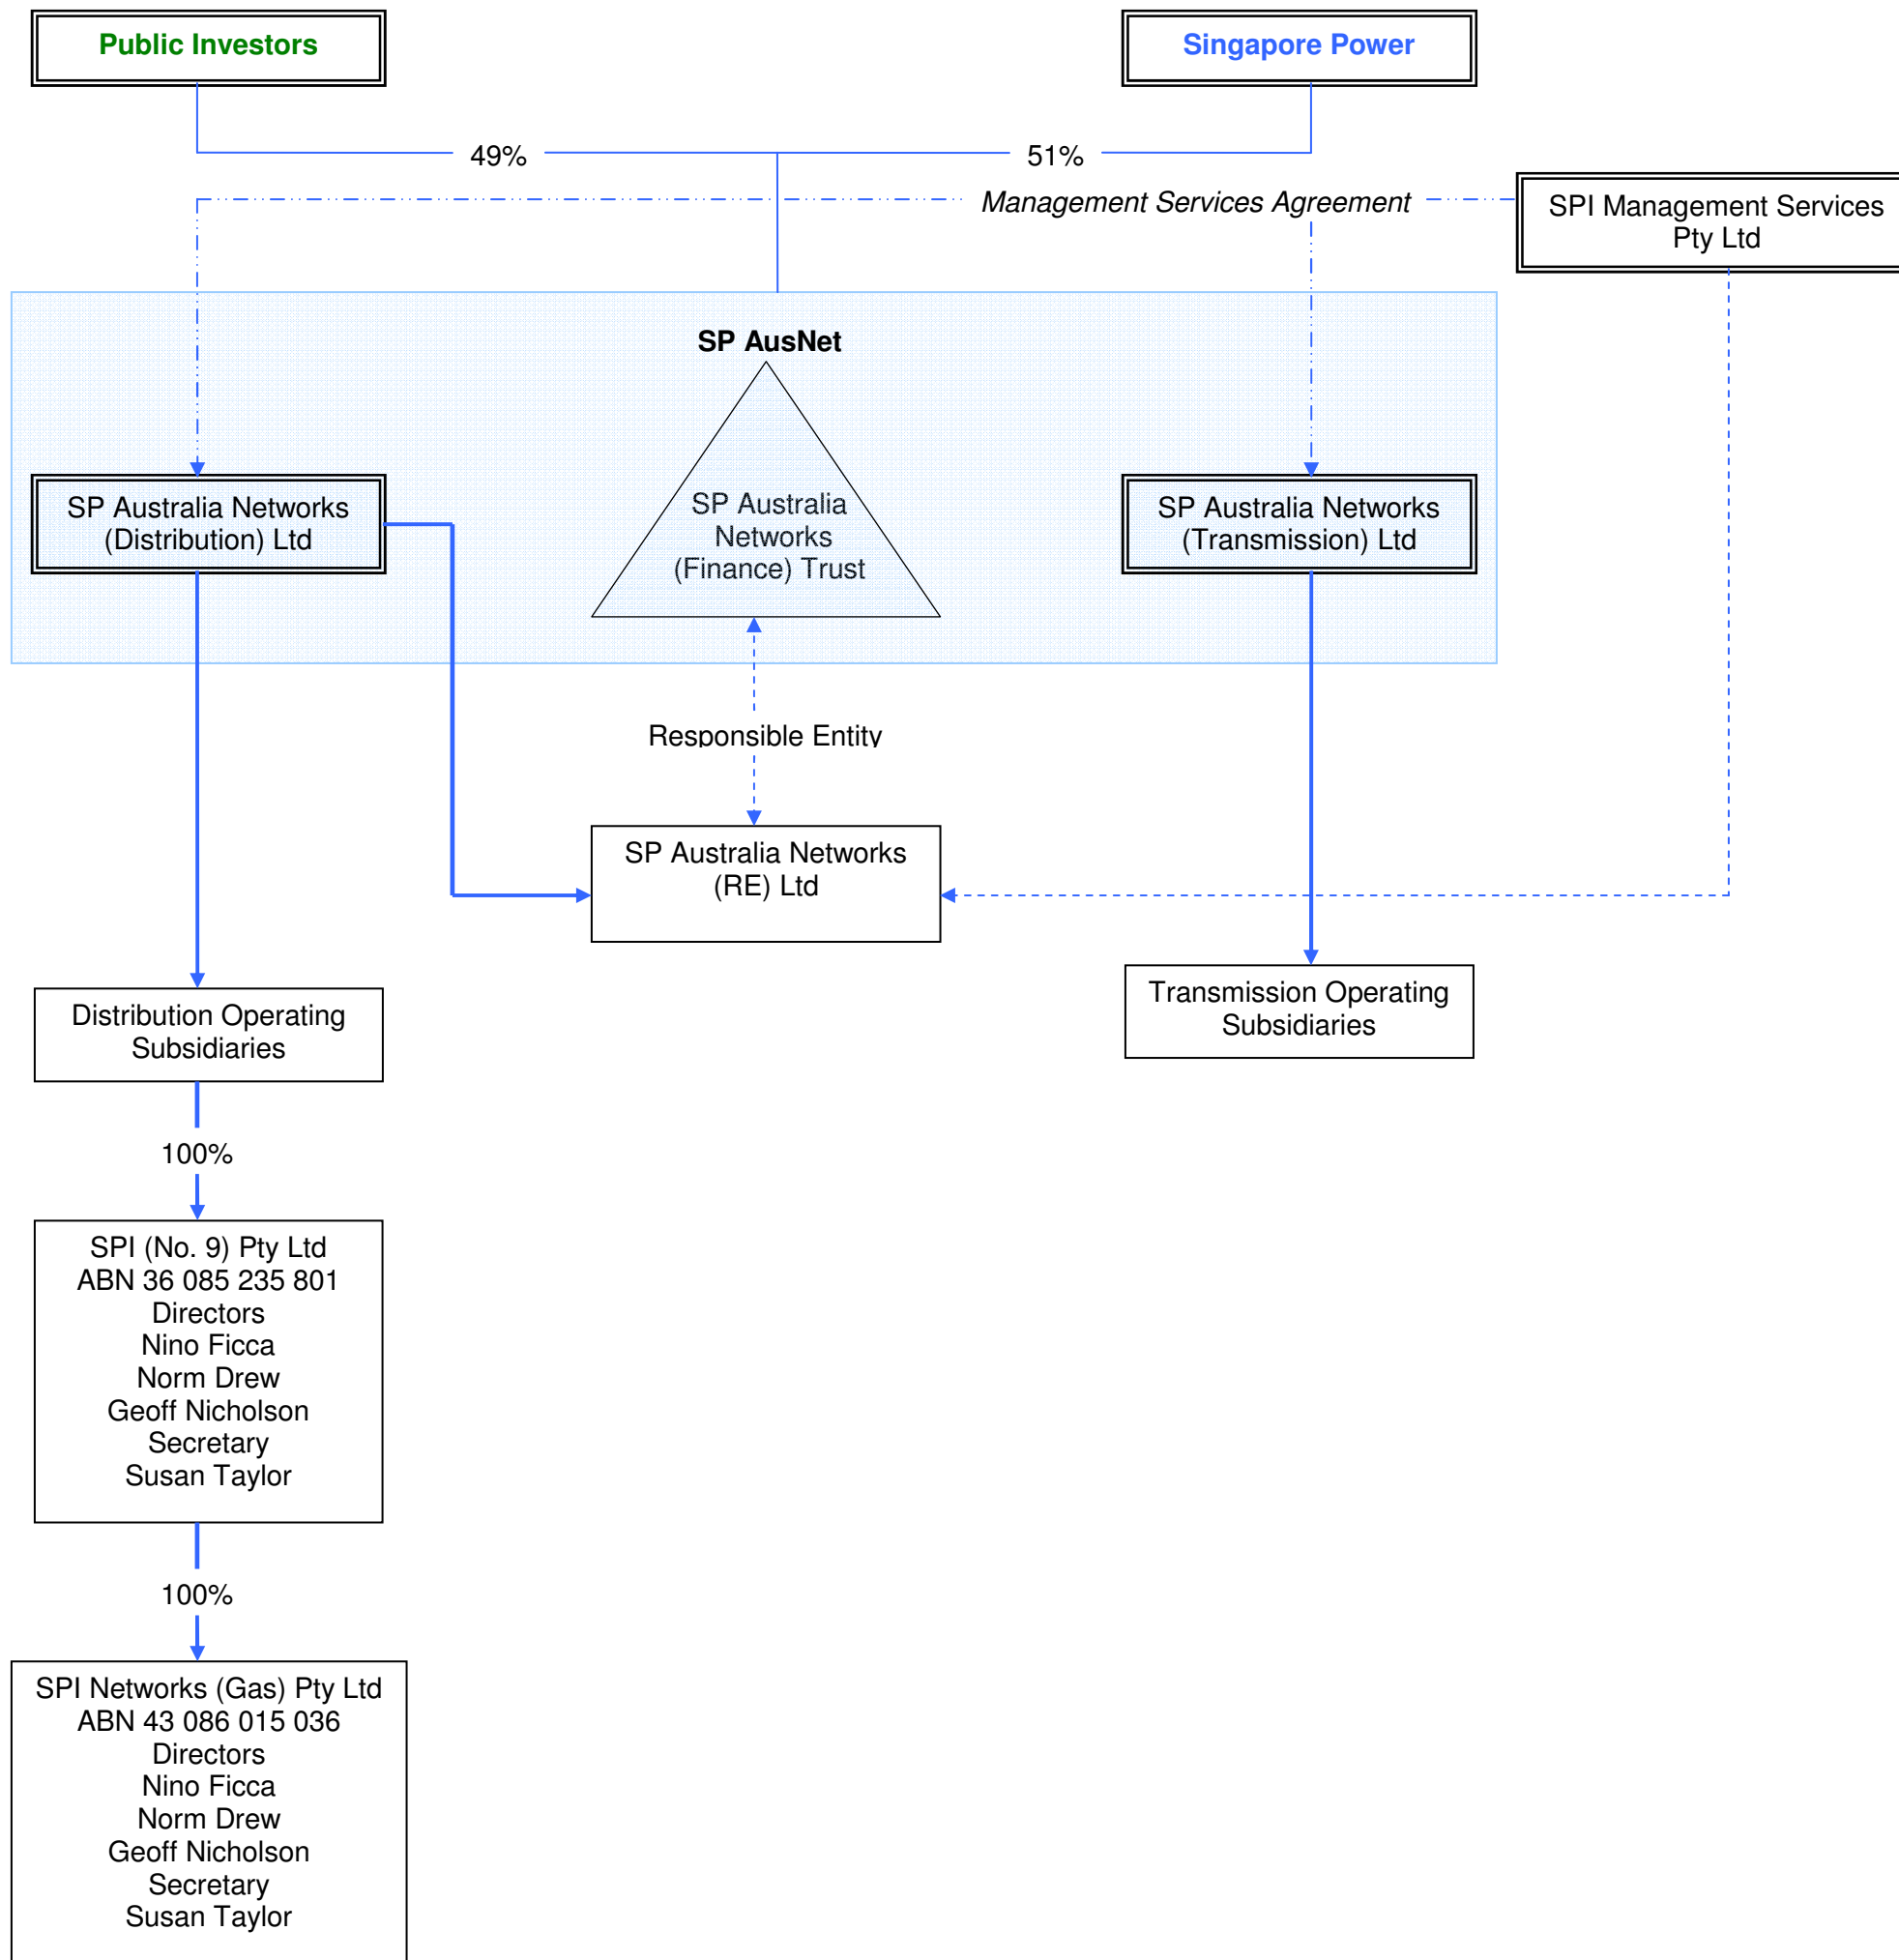 Public Investors
Singapore Power
49%
51%
Management Services Agreement
SPI Management Services
Pty Ltd
SP AusNet
SP Australia Networks
(Distribution) Ltd
SP Australia
Networks
(Finance) Trust
SP Australia Networks
(Transmission) Ltd
Responsible Entity
SP Australia Networks
(RE) Ltd
Distribution Operating
Subsidiaries
Transmission Operating
Subsidiaries
100%
SPI (No. 9) Pty Ltd
ABN 36 085 235 801
Directors
Nino Ficca
Norm Drew
Geoff Nicholson
Secretary
Susan Taylor
100%
SPI Networks (Gas) Pty Ltd
ABN 43 086 015 036
Directors
Nino Ficca
Norm Drew
Geoff Nicholson
Secretary
Susan Taylor